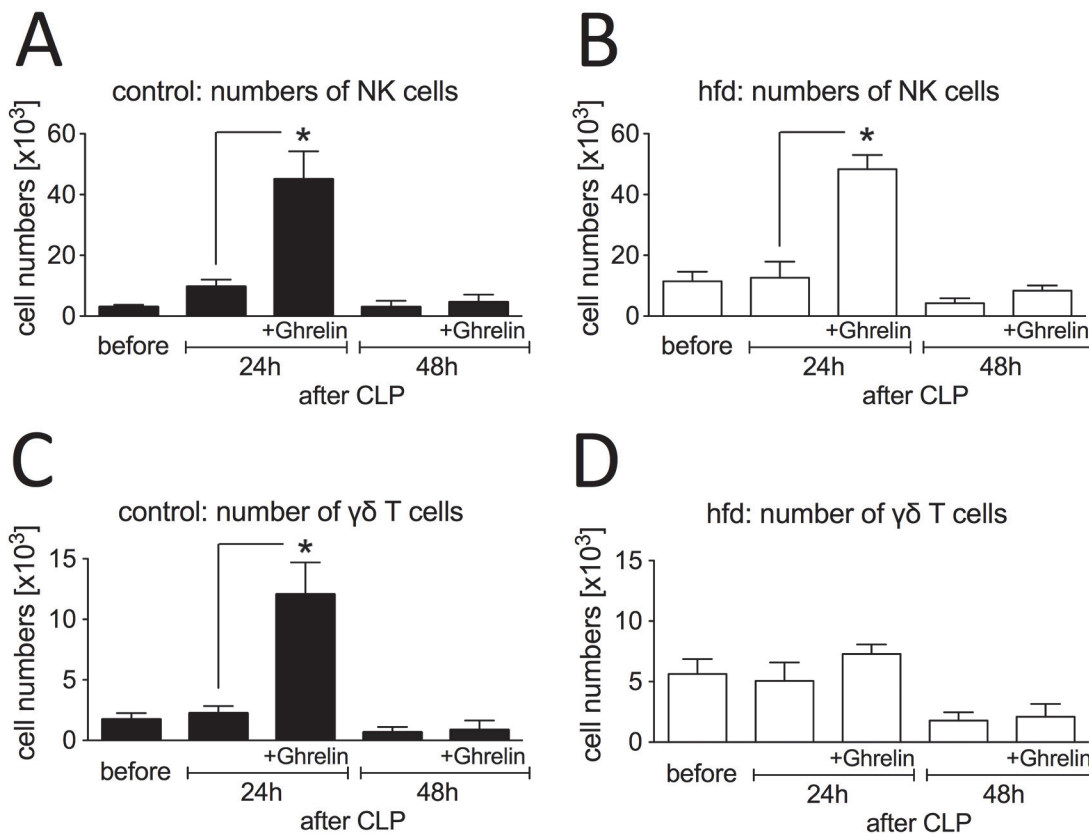 A
control: numbers of NK cells
cell numbers [x10³]
60
40
20
0
*
before
+Ghrelin
+Ghrelin
24h
48h
after CLP
B
hfd: numbers of NK cells
cell numbers [x10³]
60
40
20
0
*
before
+Ghrelin
+Ghrelin
24h
48h
after CLP
C
control: number of γδ T cells
cell numbers [x10³]
15
10
5
0
*
before
+Ghrelin
+Ghrelin
24h
48h
after CLP
D
hfd: number of γδ T cells
cell numbers [x10³]
15
10
5
0
before
+Ghrelin
+Ghrelin
24h
48h
after CLP